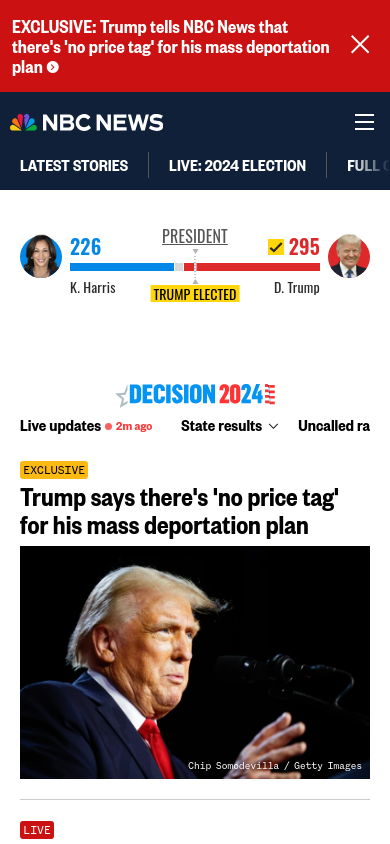 EXCLUSIVE: Trump tells NBC News that
there's 'no price tag' for his mass deportation
plan
NBC NEWS
LATEST STORIES
LIVE: 2024 ELECTION
FULL
226
PRESIDENT
295
K. Harris
TRUMP ELECTED
D. Trump
DECISION 2024
Live updates 2m ago
State results
Uncalled ra
EXCLUSIVE
Trump says there's 'no price tag'
for his mass deportation plan
Chip Somodevilla / Getty Images
LIVE